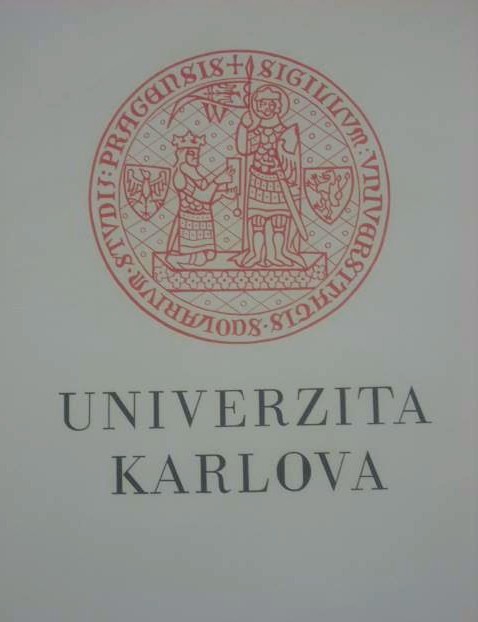 SIGILLVM · VNIVERSITATIS · SCOLARIVM · STVDII : PRAGENSIS
W
UNIVERZITA
KARLOVA